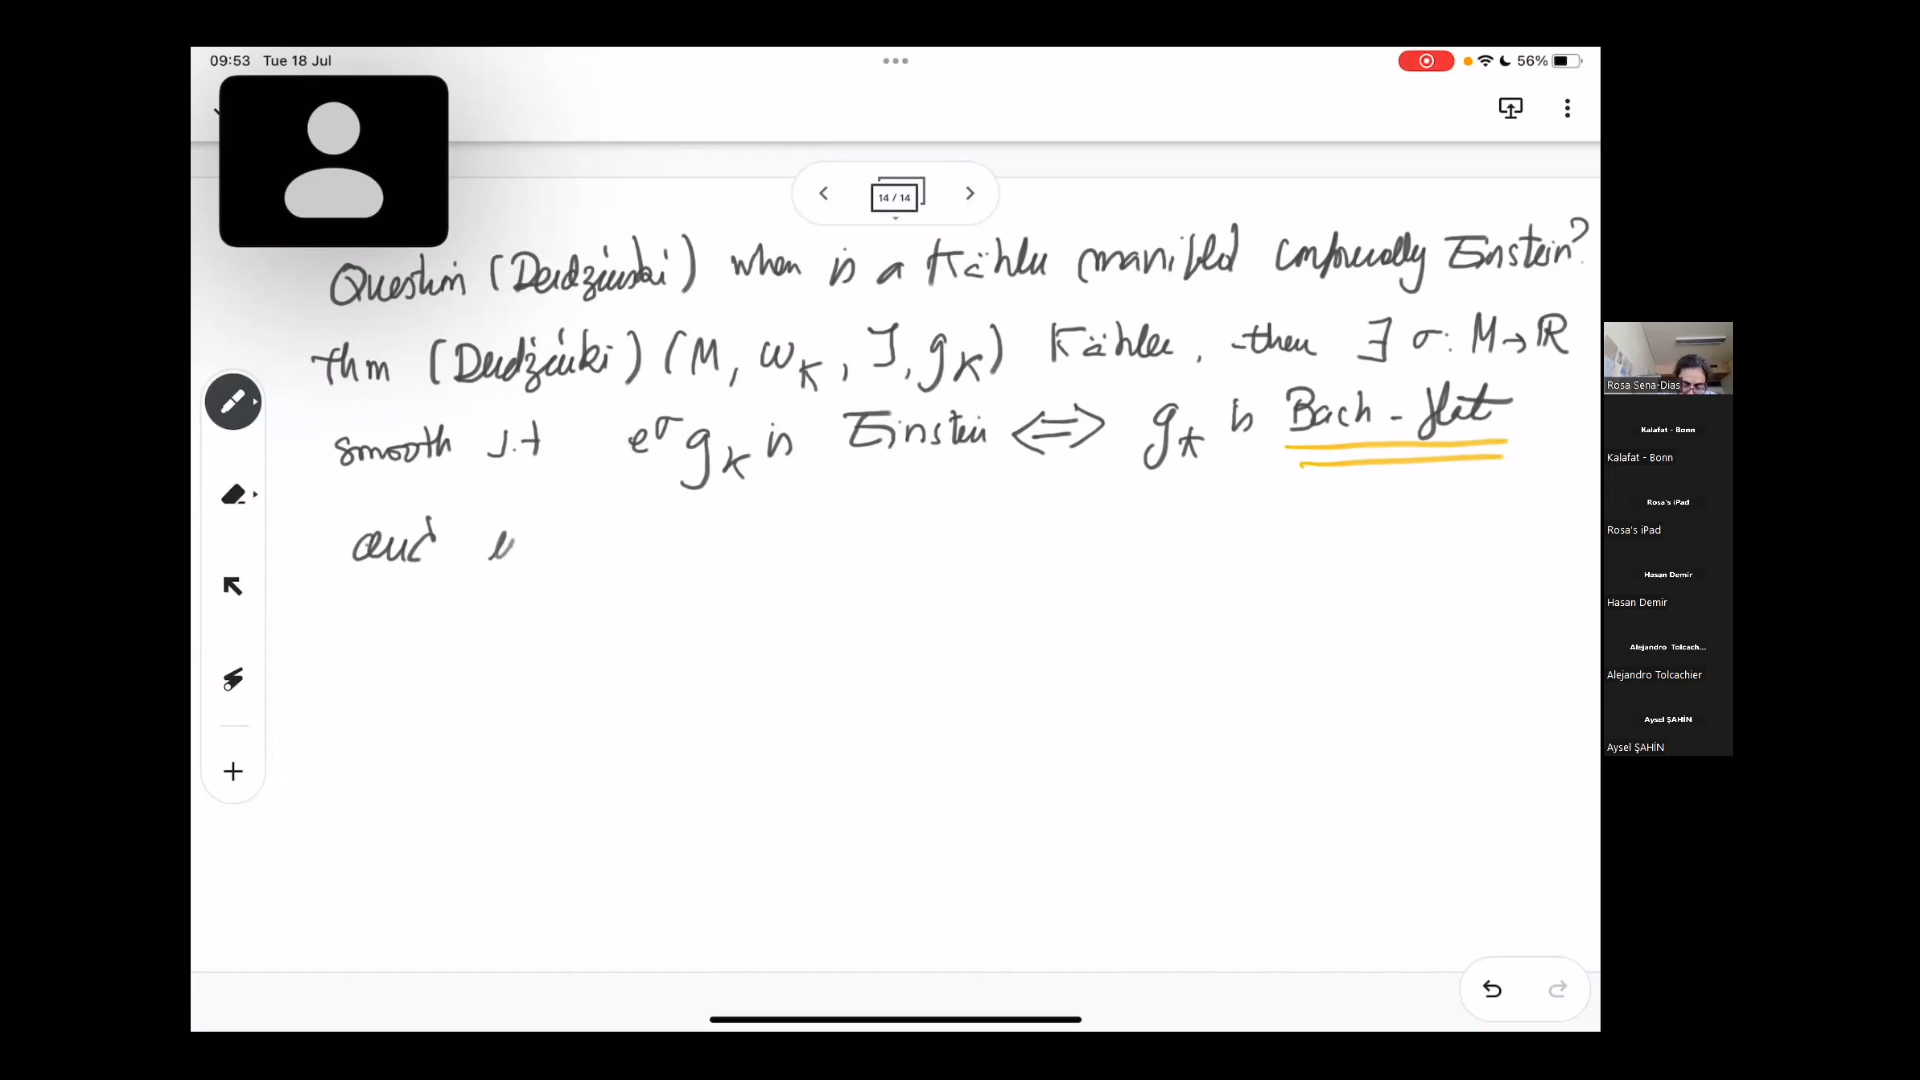 09:53 Tue 18 Jul
56%
14 / 14
Question (Derdzinski) when is a Kähler manifold conformally Einstein?
thm (Derdzinski) (M, ω_K, J, g_K) Kähler, then ∃ σ: M→ℝ
smooth s.t e^σ g_K is Einstein <=> g_K is Bach-flat
and
Rosa Sena-Dias
Kalafat - Bonn
Kalafat - Bonn
Rosa's iPad
Rosa's iPad
Hasan Demir
Hasan Demir
Alejandro Tolcach...
Alejandro Tolcachier
Aysel ŞAHİN
Aysel ŞAHİN